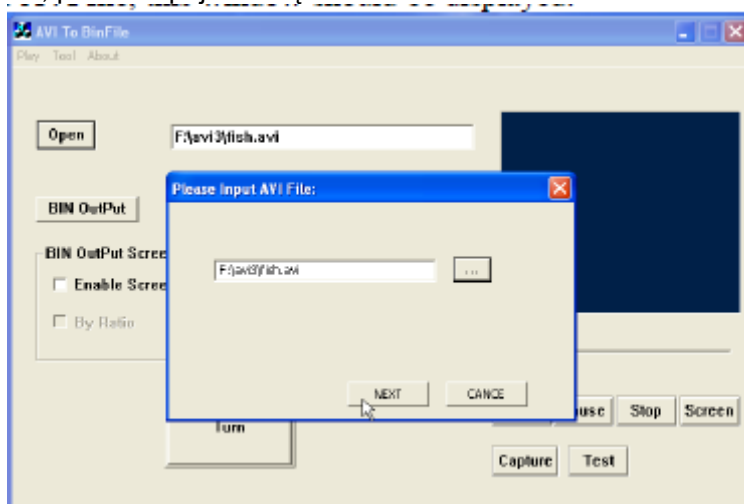 AVI To BinFile
Play Tool About
Open
F:\avi3\fish.avi
Please Input AVI File:
BIN OutPut
F:\avi3\fish.avi
...
BIN OutPut Scree
Enable Scree
By Ratio
NEXT
CANCE
Turn
use
Stop
Screen
Capture
Test